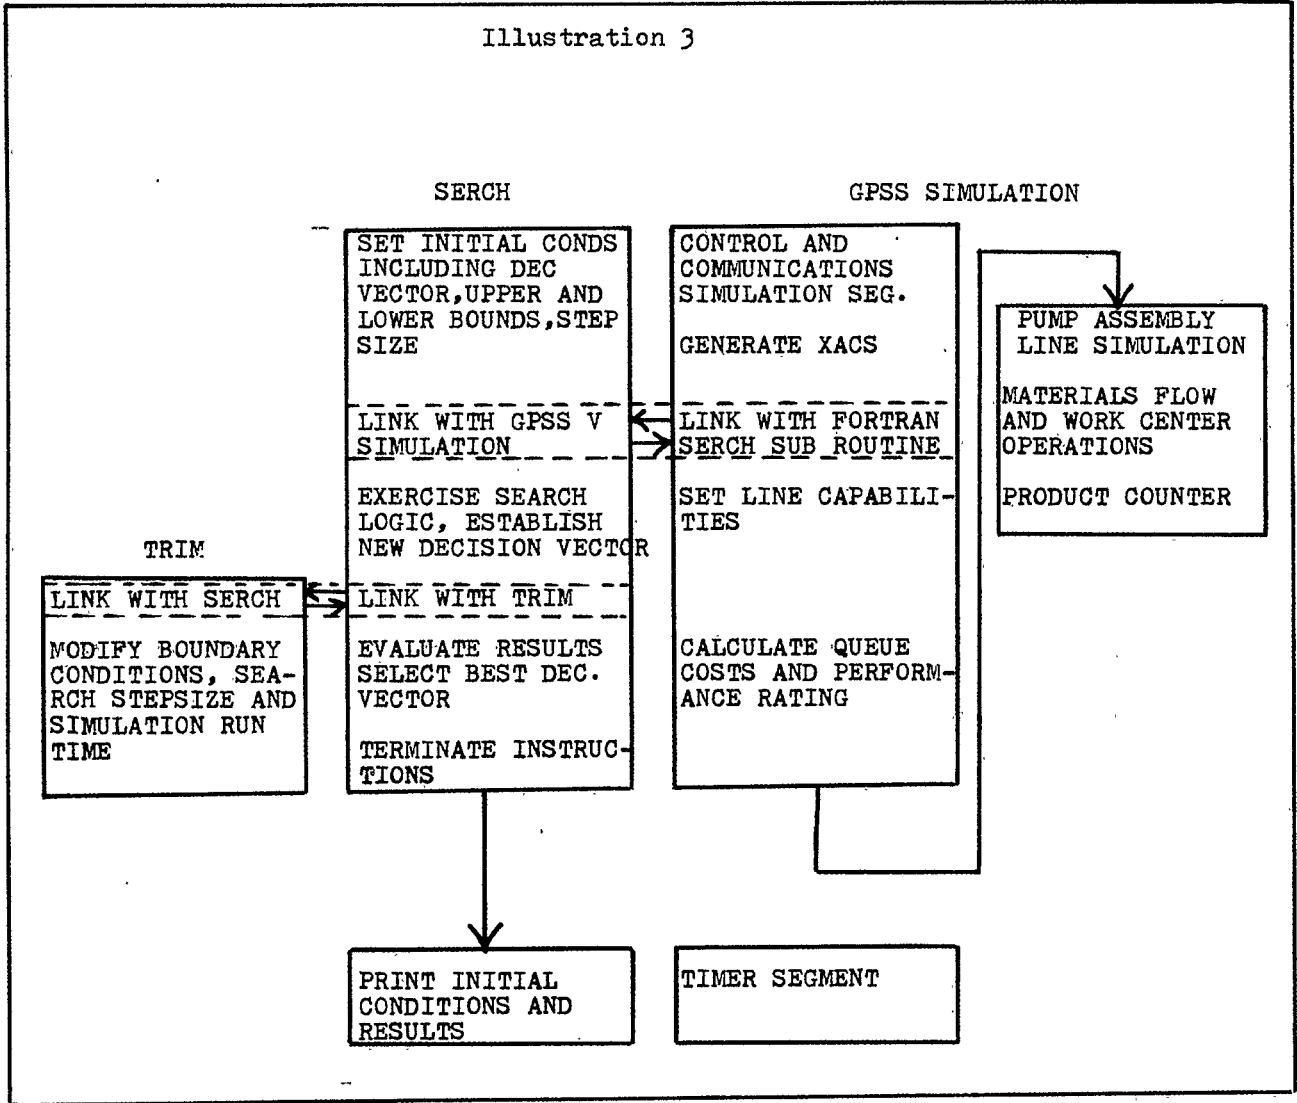 Illustration 3
SERCH
SET INITIAL CONDS
INCLUDING DEC
VECTOR,UPPER AND
LOWER BOUNDS,STEP
SIZE
LINK WITH GPSS V
SIMULATION
EXERCISE SEARCH
LOGIC, ESTABLISH
NEW DECISION VECTOR
LINK WITH TRIM
EVALUATE RESULTS
SELECT BEST DEC.
VECTOR
TERMINATE INSTRUC-
TIONS
GPSS SIMULATION
CONTROL AND
COMMUNICATIONS
SIMULATION SEG.
GENERATE XACS
LINK WITH FORTRAN
SERCH SUB ROUTINE
SET LINE CAPABILI-
TIES
CALCULATE QUEUE
COSTS AND PERFORM-
ANCE RATING
PUMP ASSEMBLY
LINE SIMULATION
MATERIALS FLOW
AND WORK CENTER
OPERATIONS
PRODUCT COUNTER
TRIM
LINK WITH SERCH
MODIFY BOUNDARY
CONDITIONS, SEA-
RCH STEPSIZE AND
SIMULATION RUN
TIME
PRINT INITIAL
CONDITIONS AND
RESULTS
TIMER SEGMENT